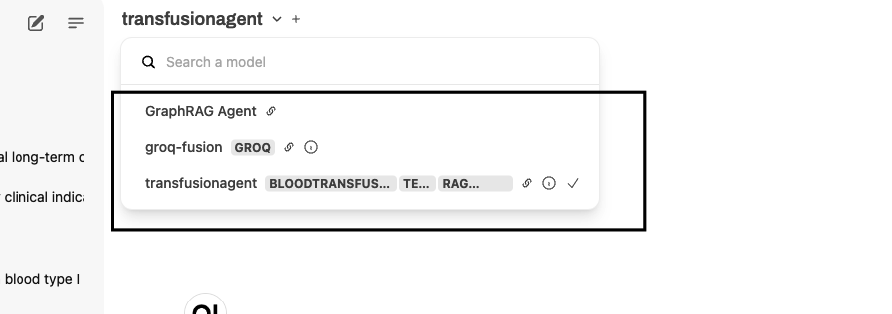 transfusionagent
Search a model
GraphRAG Agent
groq-fusion GROQ
al long-term c
transfusionagent BLOODTRANSFUS... TE... RAG...
clinical indica
blood type I
OI